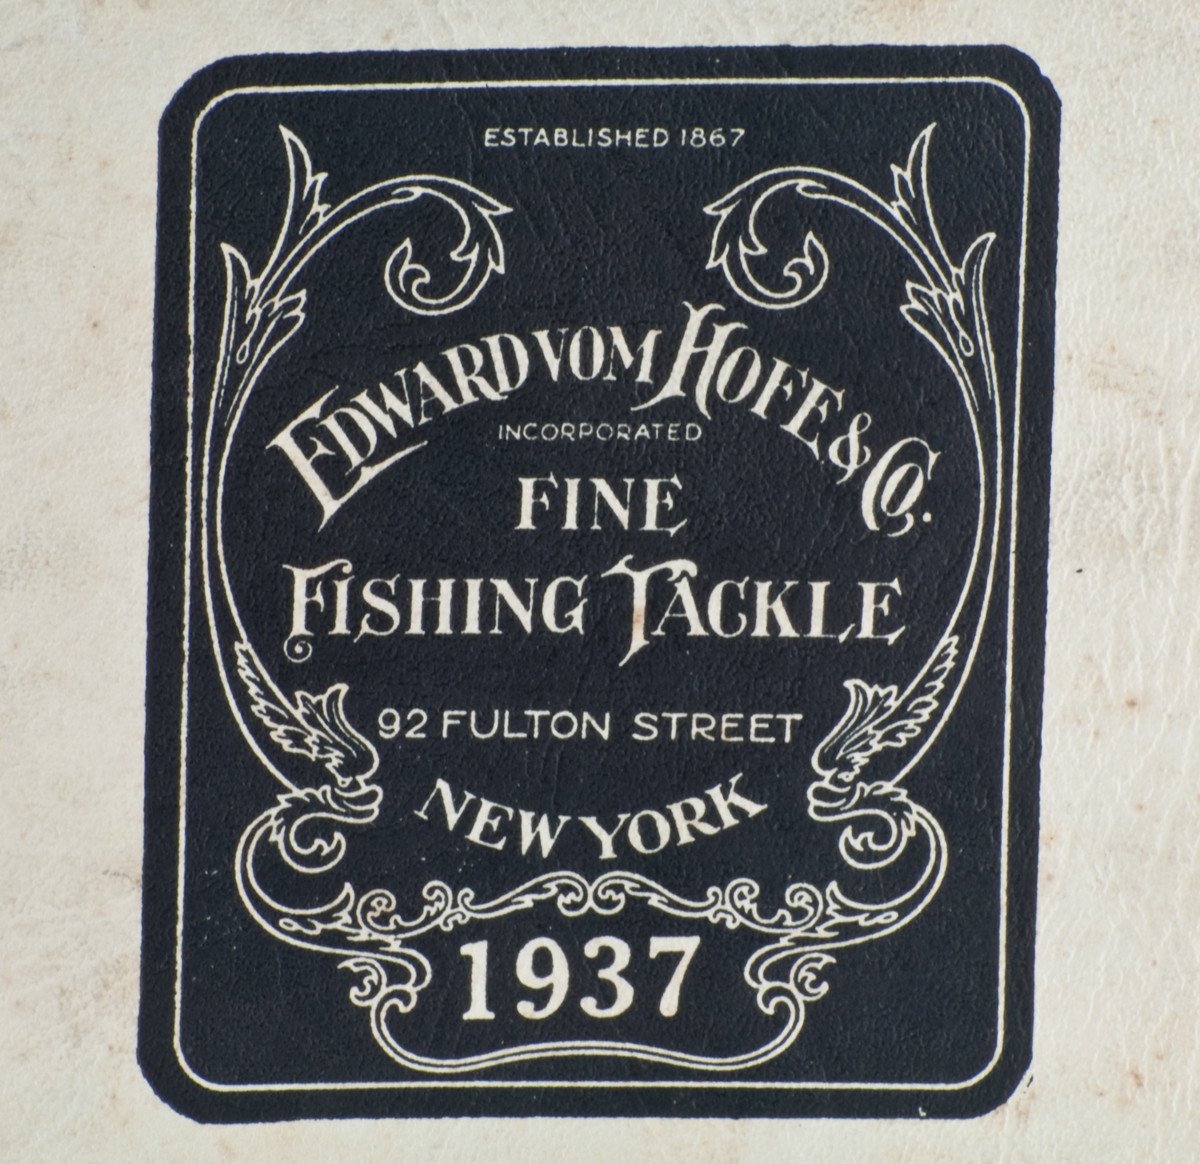 ESTABLISHED 1867
EDWARD VOM HOFE & CO.
INCORPORATED
FINE
FISHING TACKLE
92 FULTON STREET
NEW YORK
1937